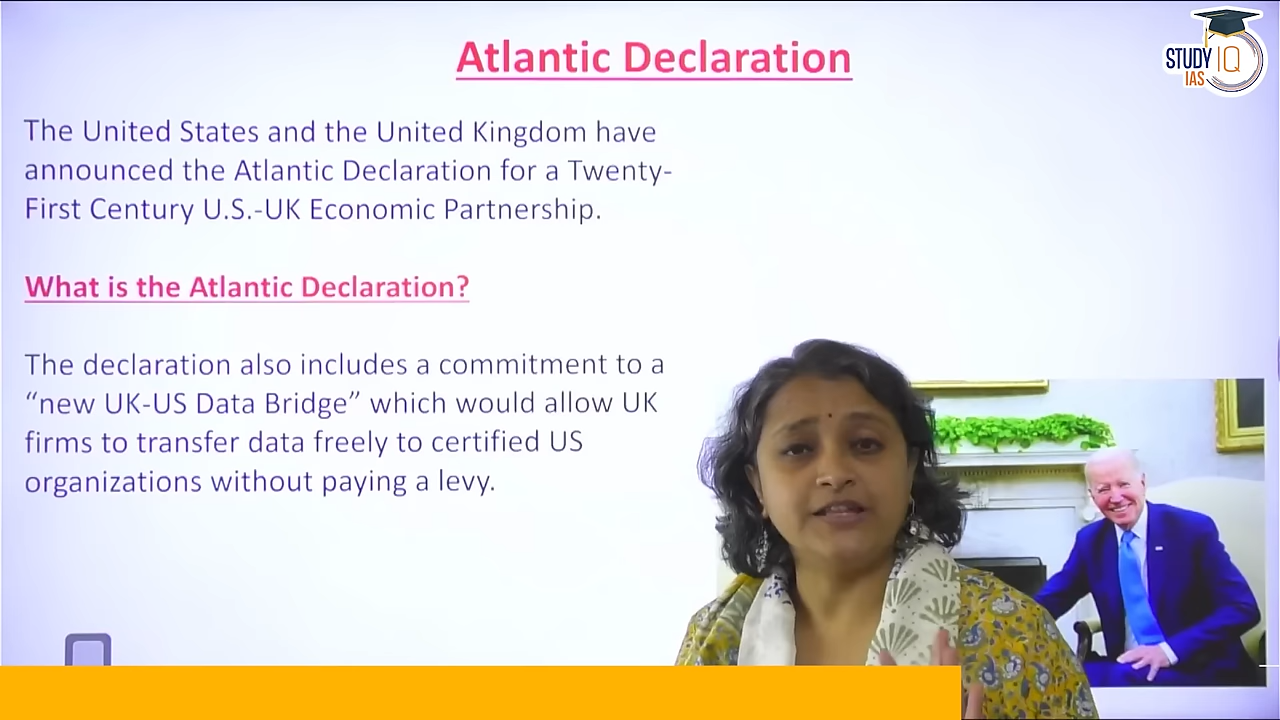 Atlantic Declaration
STUDY IQ
IAS
The United States and the United Kingdom have
announced the Atlantic Declaration for a Twenty-
First Century U.S.-UK Economic Partnership.
What is the Atlantic Declaration?
The declaration also includes a commitment to a
“new UK-US Data Bridge” which would allow UK
firms to transfer data freely to certified US
organizations without paying a levy.